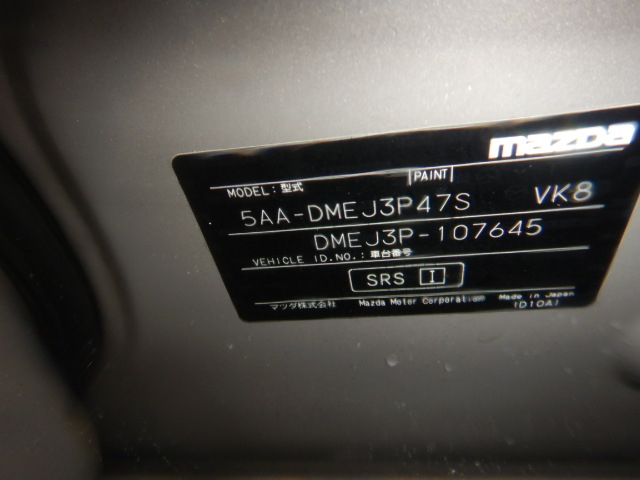 mazda
MODEL:型式 PAINT
5AA-DMEJ3P47S VK8
DMEJ3P-107645
VEHICLE ID.NO.:車台番号
SRS I
マツダ株式会社 Mazda Motor Corporation Made in Japan
(D10A)